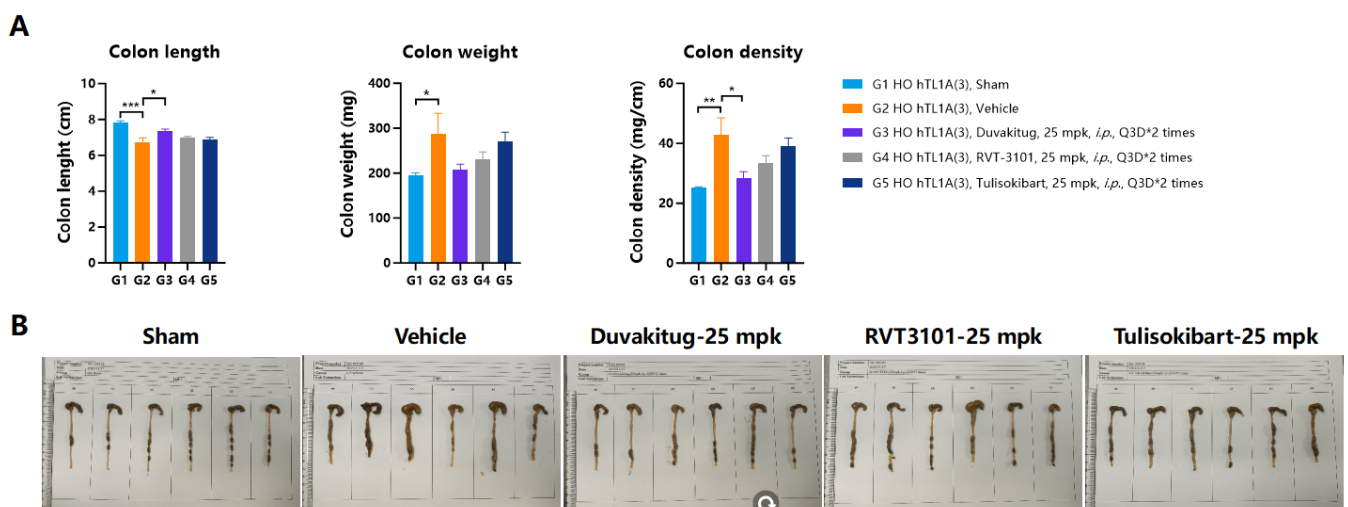 A
Colon length
Colon weight
Colon density
10
8
6
4
2
0
Colon lenght (cm)
***
*
G1 G2 G3 G4 G5
400
300
200
100
0
Colon weight (mg)
*
G1 G2 G3 G4 G5
60
40
20
0
Colon density (mg/cm)
**
*
G1 G2 G3 G4 G5
G1 HO hTL1A(3), Sham
G2 HO hTL1A(3), Vehicle
G3 HO hTL1A(3), Duvakitug, 25 mpk, i.p., Q3D*2 times
G4 HO hTL1A(3), RVT-3101, 25 mpk, i.p., Q3D*2 times
G5 HO hTL1A(3), Tulisokibart, 25 mpk, i.p., Q3D*2 times
B
Sham
Vehicle
Duvakitug-25 mpk
RVT3101-25 mpk
Tulisokibart-25 mpk